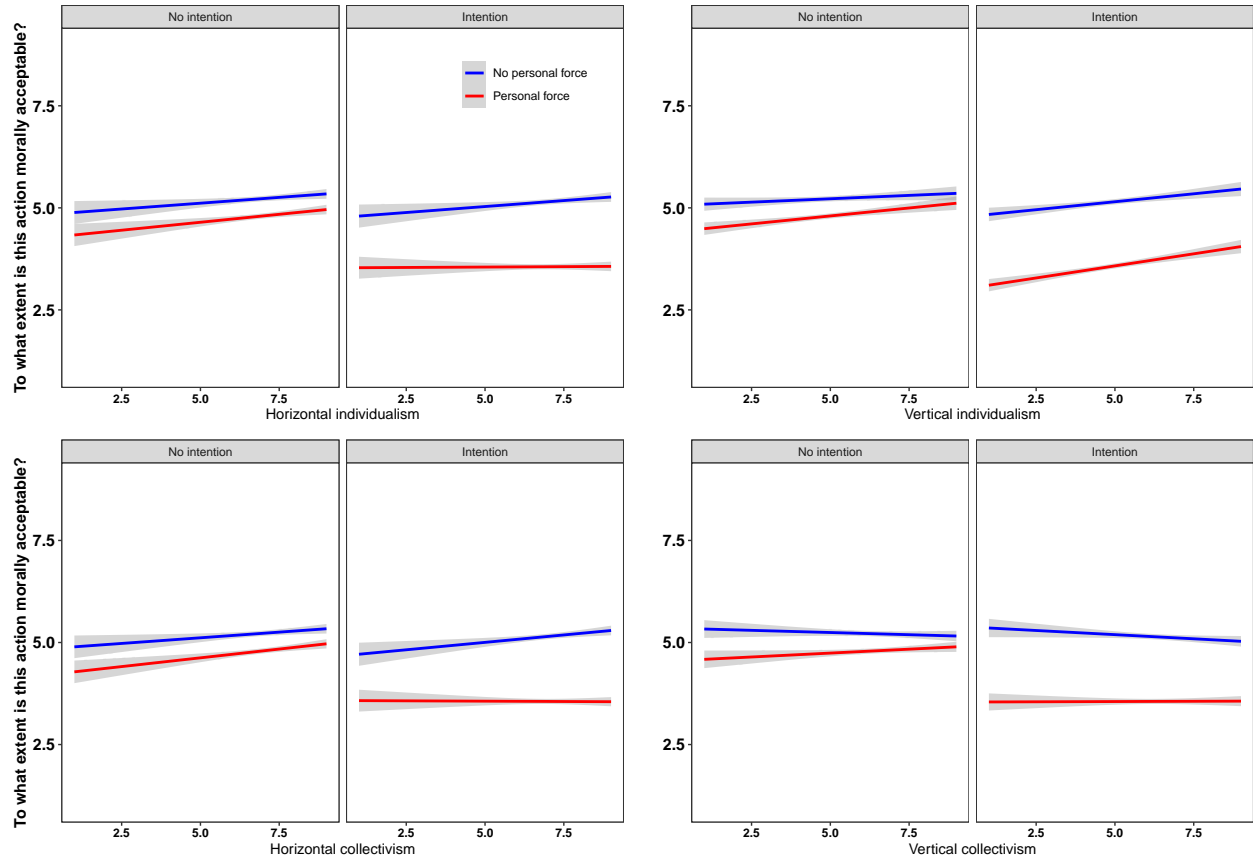 No intention
Intention
No intention
Intention
To what extent is this action morally acceptable?
No personal force
Personal force
7.5
5.0
2.5
7.5
5.0
2.5
2.5 5.0 7.5
2.5 5.0 7.5
2.5 5.0 7.5
2.5 5.0 7.5
Horizontal individualism
Vertical individualism
No intention
Intention
No intention
Intention
To what extent is this action morally acceptable?
7.5
5.0
2.5
7.5
5.0
2.5
2.5 5.0 7.5
2.5 5.0 7.5
2.5 5.0 7.5
2.5 5.0 7.5
Horizontal collectivism
Vertical collectivism